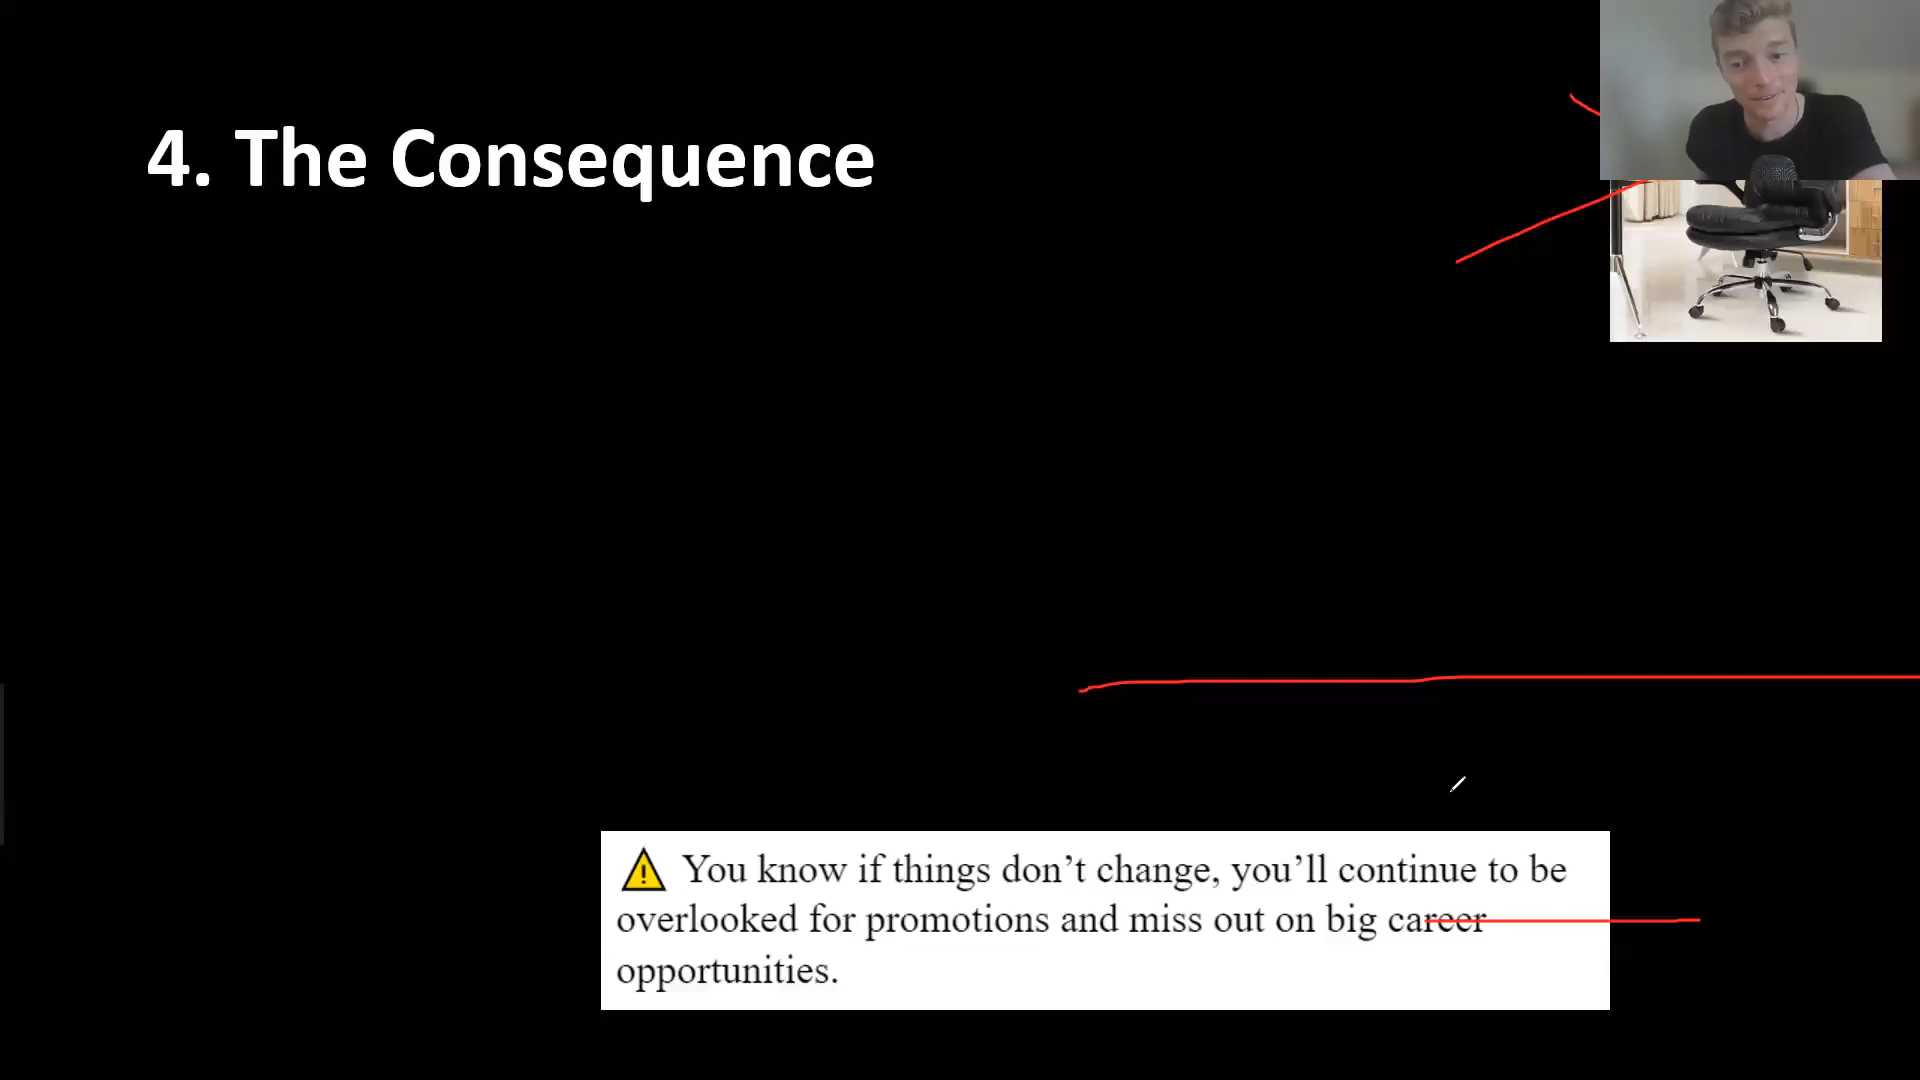 4. The Consequence
⚠ You know if things don’t change, you’ll continue to be
overlooked for promotions and miss out on big career
opportunities.